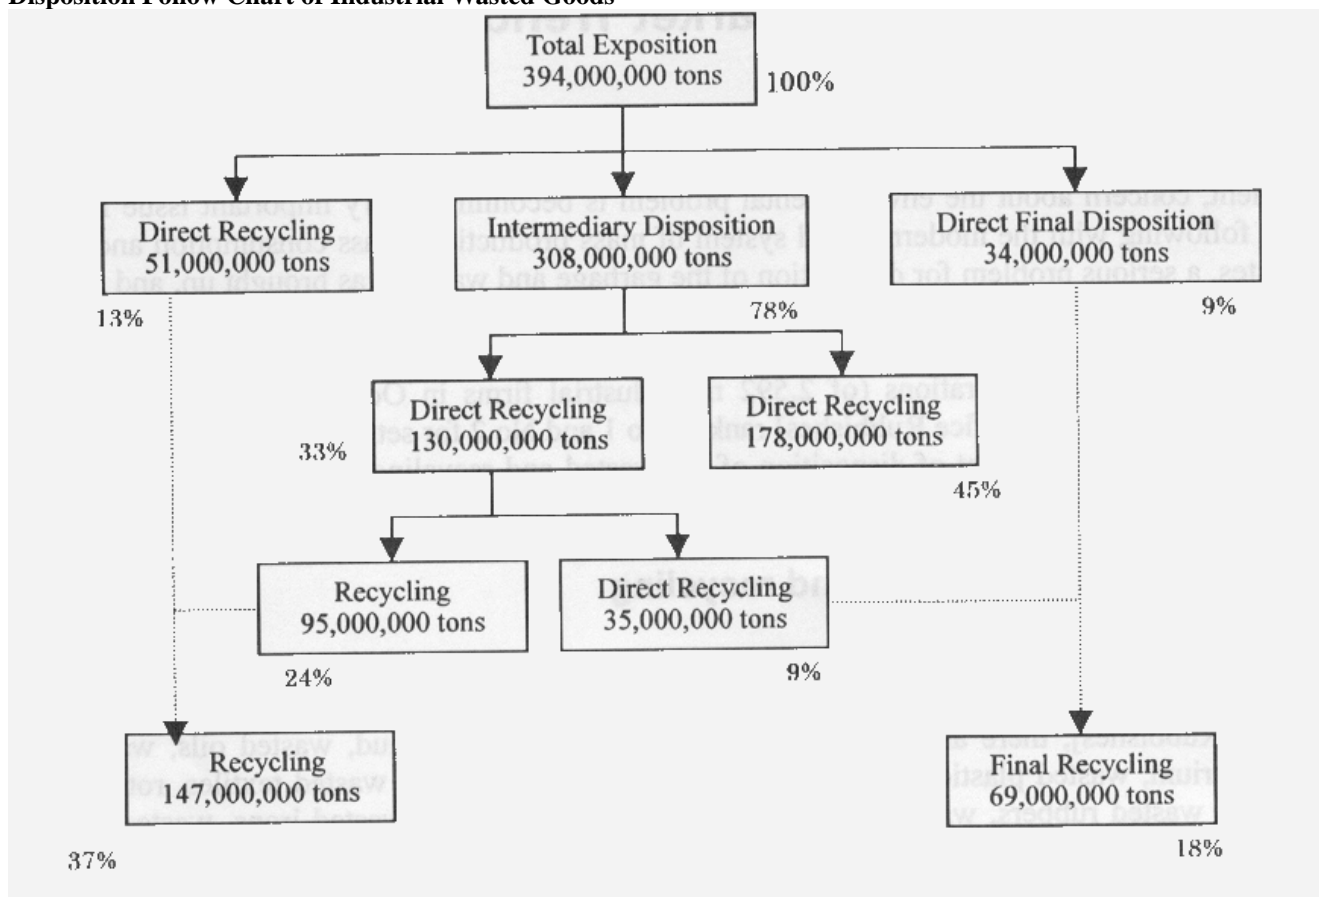 Disposition Follow Chart of Industrial Wasted Goods
Total Exposition
394,000,000 tons
100%
Direct Recycling
51,000,000 tons
13%
Intermediary Disposition
308,000,000 tons
78%
Direct Final Disposition
34,000,000 tons
9%
Direct Recycling
130,000,000 tons
33%
Direct Recycling
178,000,000 tons
45%
Recycling
95,000,000 tons
24%
Direct Recycling
35,000,000 tons
9%
Recycling
147,000,000 tons
37%
Final Recycling
69,000,000 tons
18%